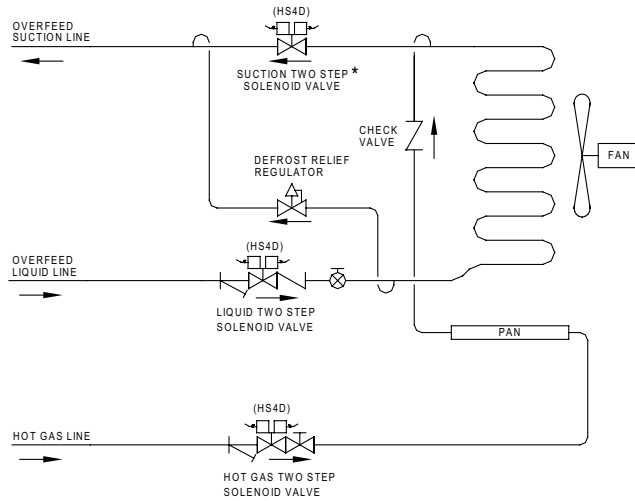 OVERFEED
SUCTION LINE
(HS4D)
SUCTION TWO STEP *
SOLENOID VALVE
CHECK
VALVE
FAN
DEFROST RELIEF
REGULATOR
OVERFEED
LIQUID LINE
(HS4D)
LIQUID TWO STEP
SOLENOID VALVE
PAN
(HS4D)
HOT GAS LINE
HOT GAS TWO STEP
SOLENOID VALVE